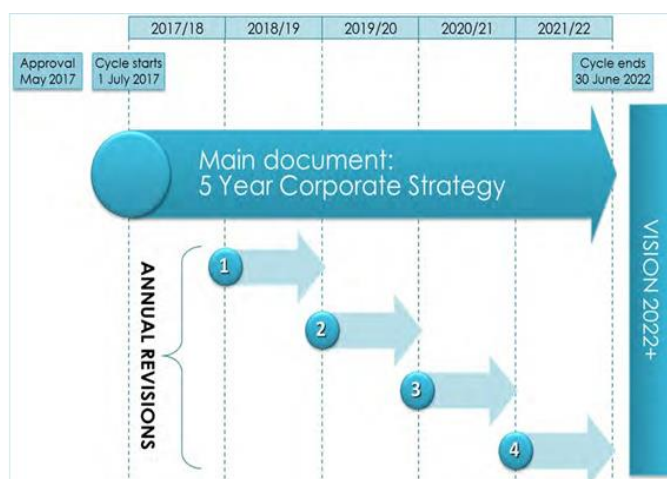 2017/18 2018/19 2019/20 2020/21 2021/22
Approval
May 2017
Cycle starts
1 July 2017
Cycle ends
30 June 2022
Main document:
5 Year Corporate Strategy
ANNUAL REVISIONS
1
2
3
4
VISION 2022+